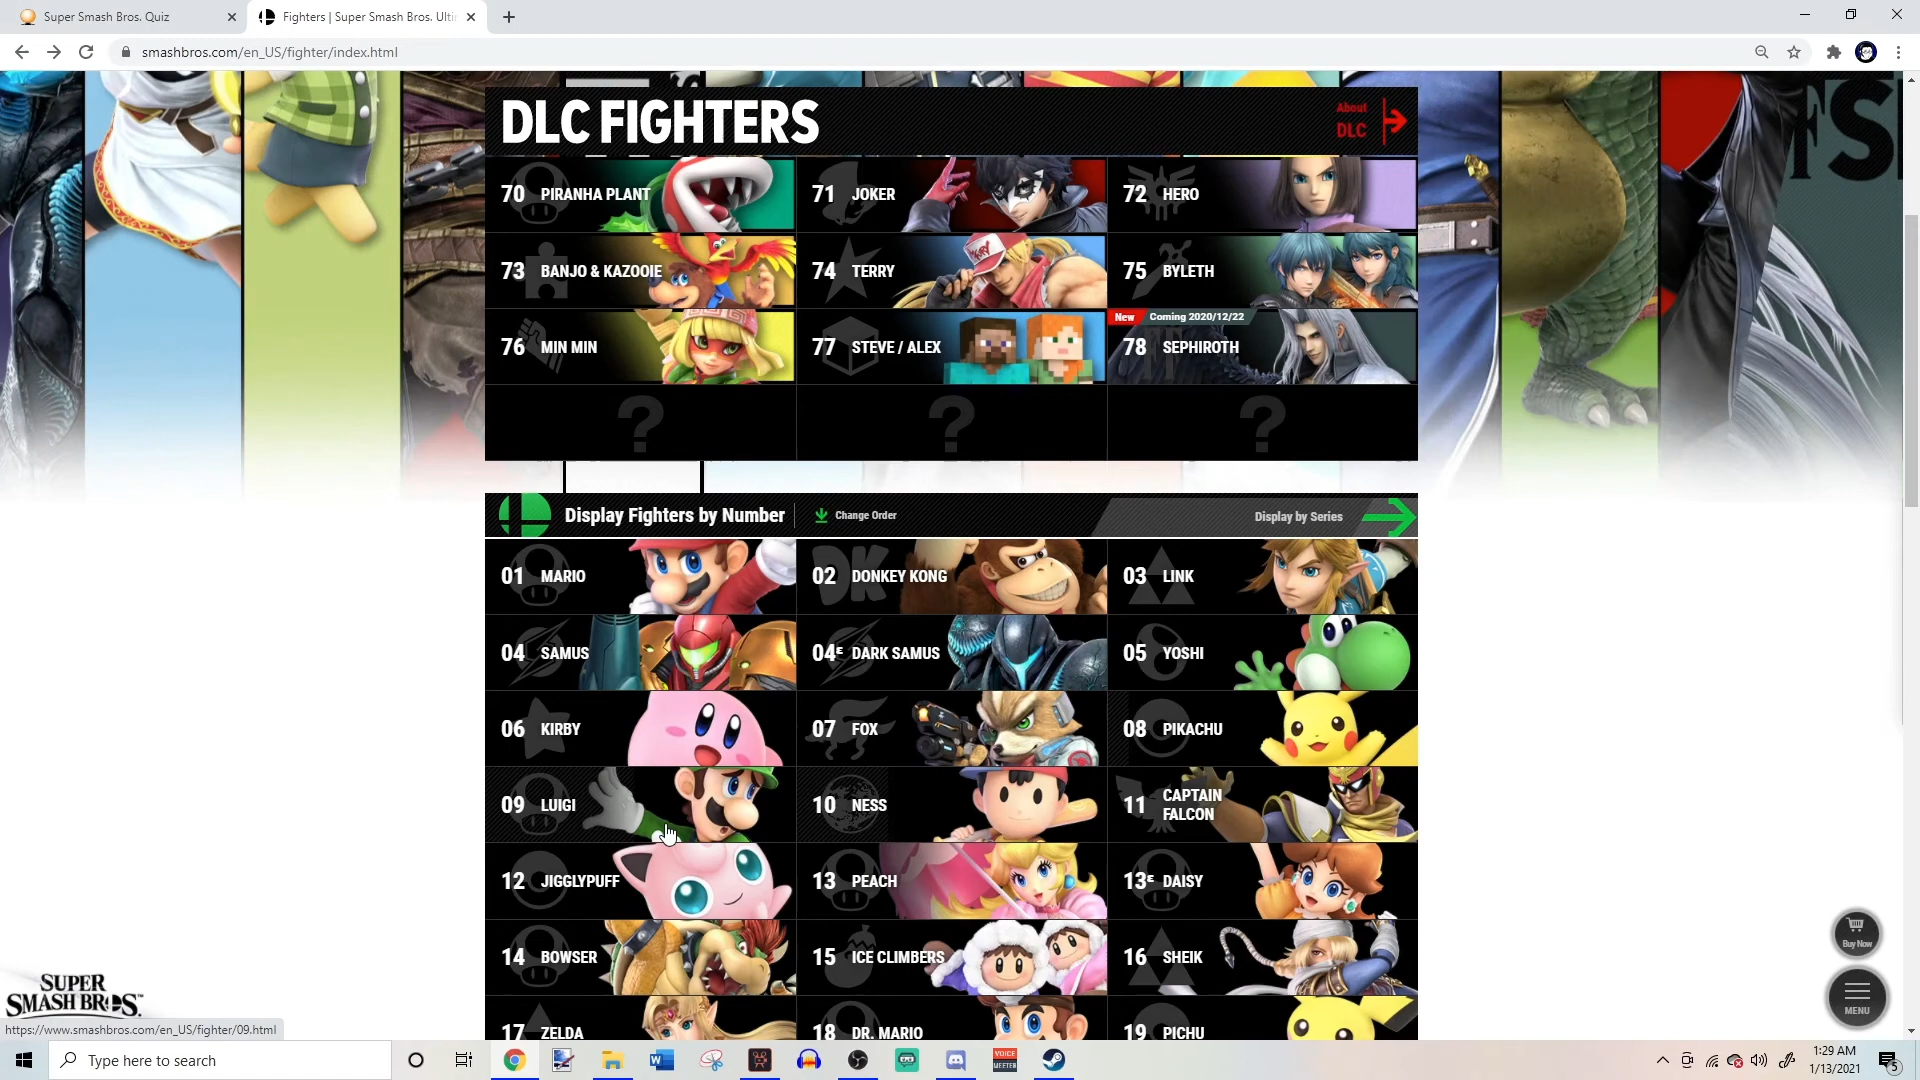 Super Smash Bros. Quiz
Fighters | Super Smash Bros. Ulti
smashbros.com/en_US/fighter/index.html
DLC FIGHTERS
About
DLC
70 PIRANHA PLANT
71 JOKER
72 HERO
73 BANJO & KAZOOIE
74 TERRY
75 BYLETH
New Coming 2020/12/22
76 MIN MIN
77 STEVE / ALEX
78 SEPHIROTH
? ? ?
Display Fighters by Number
Change Order
Display by Series
01 MARIO
02 DONKEY KONG
03 LINK
04 SAMUS
04ᴱ DARK SAMUS
05 YOSHI
06 KIRBY
07 FOX
08 PIKACHU
09 LUIGI
10 NESS
11 CAPTAIN
FALCON
12 JIGGLYPUFF
13 PEACH
13ᴱ DAISY
14 BOWSER
15 ICE CLIMBERS
16 SHEIK
17 ZELDA
18 DR. MARIO
19 PICHU
Buy Now
MENU
SUPER
SMASH BROS.
https://www.smashbros.com/en_US/fighter/09.html
Type here to search
VOICE
MEETER
1:29 AM
1/13/2021
5